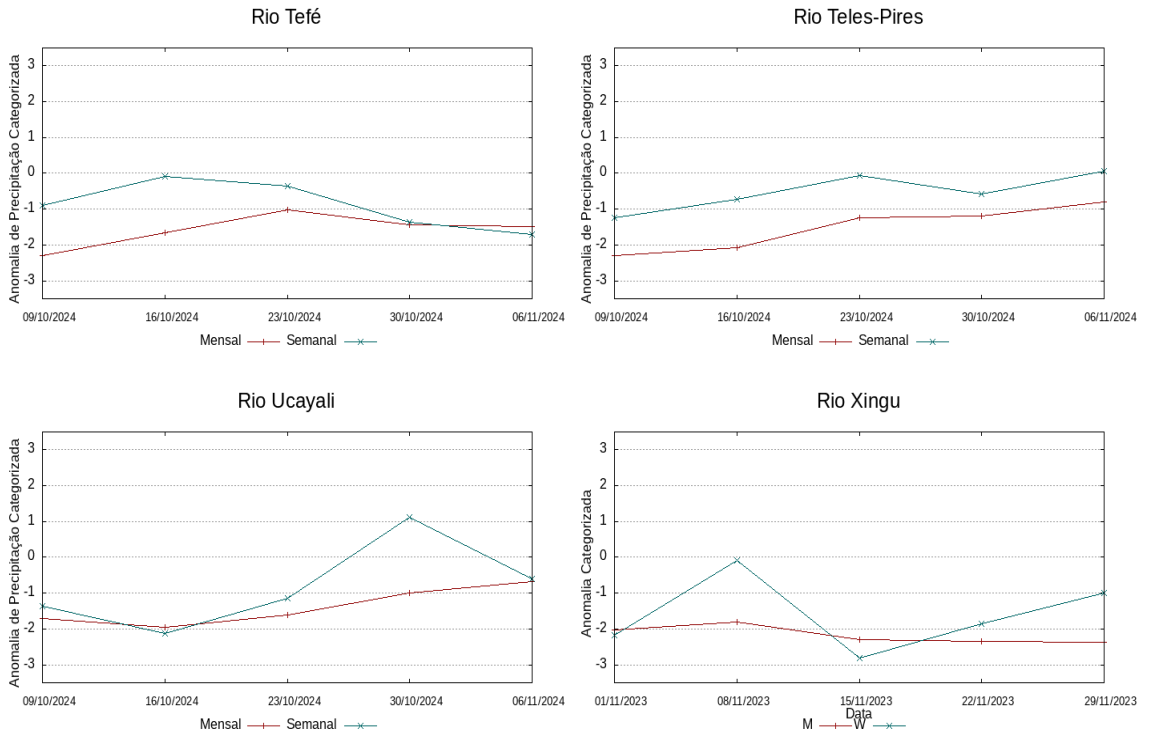 Rio Tefé
Anomalia de Precipitação Categorizada
3
2
1
0
-1
-2
-3
09/10/2024 16/10/2024 23/10/2024 30/10/2024 06/11/2024
Mensal Semanal
Rio Teles-Pires
Anomalia de Precipitação Categorizada
3
2
1
0
-1
-2
-3
09/10/2024 16/10/2024 23/10/2024 30/10/2024 06/11/2024
Mensal Semanal
Rio Ucayali
Anomalia de Precipitação Categorizada
3
2
1
0
-1
-2
-3
09/10/2024 16/10/2024 23/10/2024 30/10/2024 06/11/2024
Mensal Semanal
Rio Xingu
Anomalia Categorizada
3
2
1
0
-1
-2
-3
01/11/2023 08/11/2023 15/11/2023 22/11/2023 29/11/2023
Data
M W